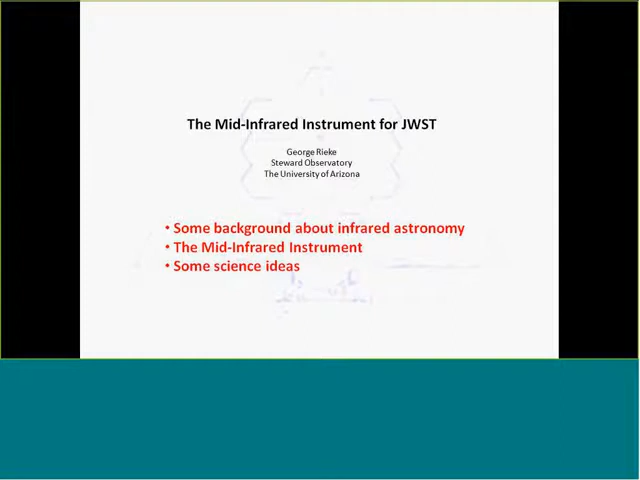 The Mid-Infrared Instrument for JWST
George Rieke
Steward Observatory
The University of Arizona
• Some background about infrared astronomy
• The Mid-Infrared Instrument
• Some science ideas